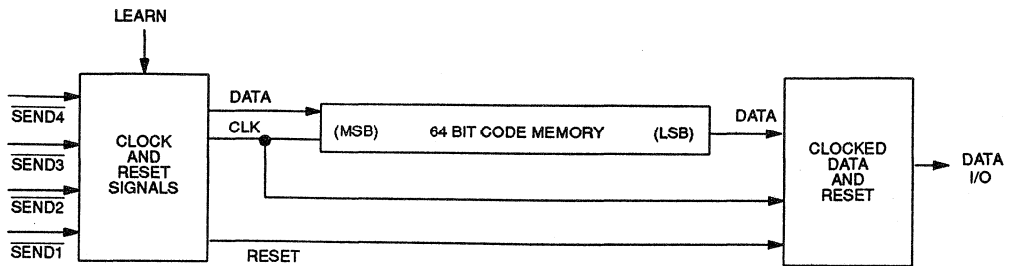 LEARN
SEND4
SEND3
SEND2
SEND1
CLOCK
AND
RESET
SIGNALS
DATA
CLK
RESET
(MSB) 64 BIT CODE MEMORY (LSB)
DATA
CLOCKED
DATA
AND
RESET
DATA
I/O